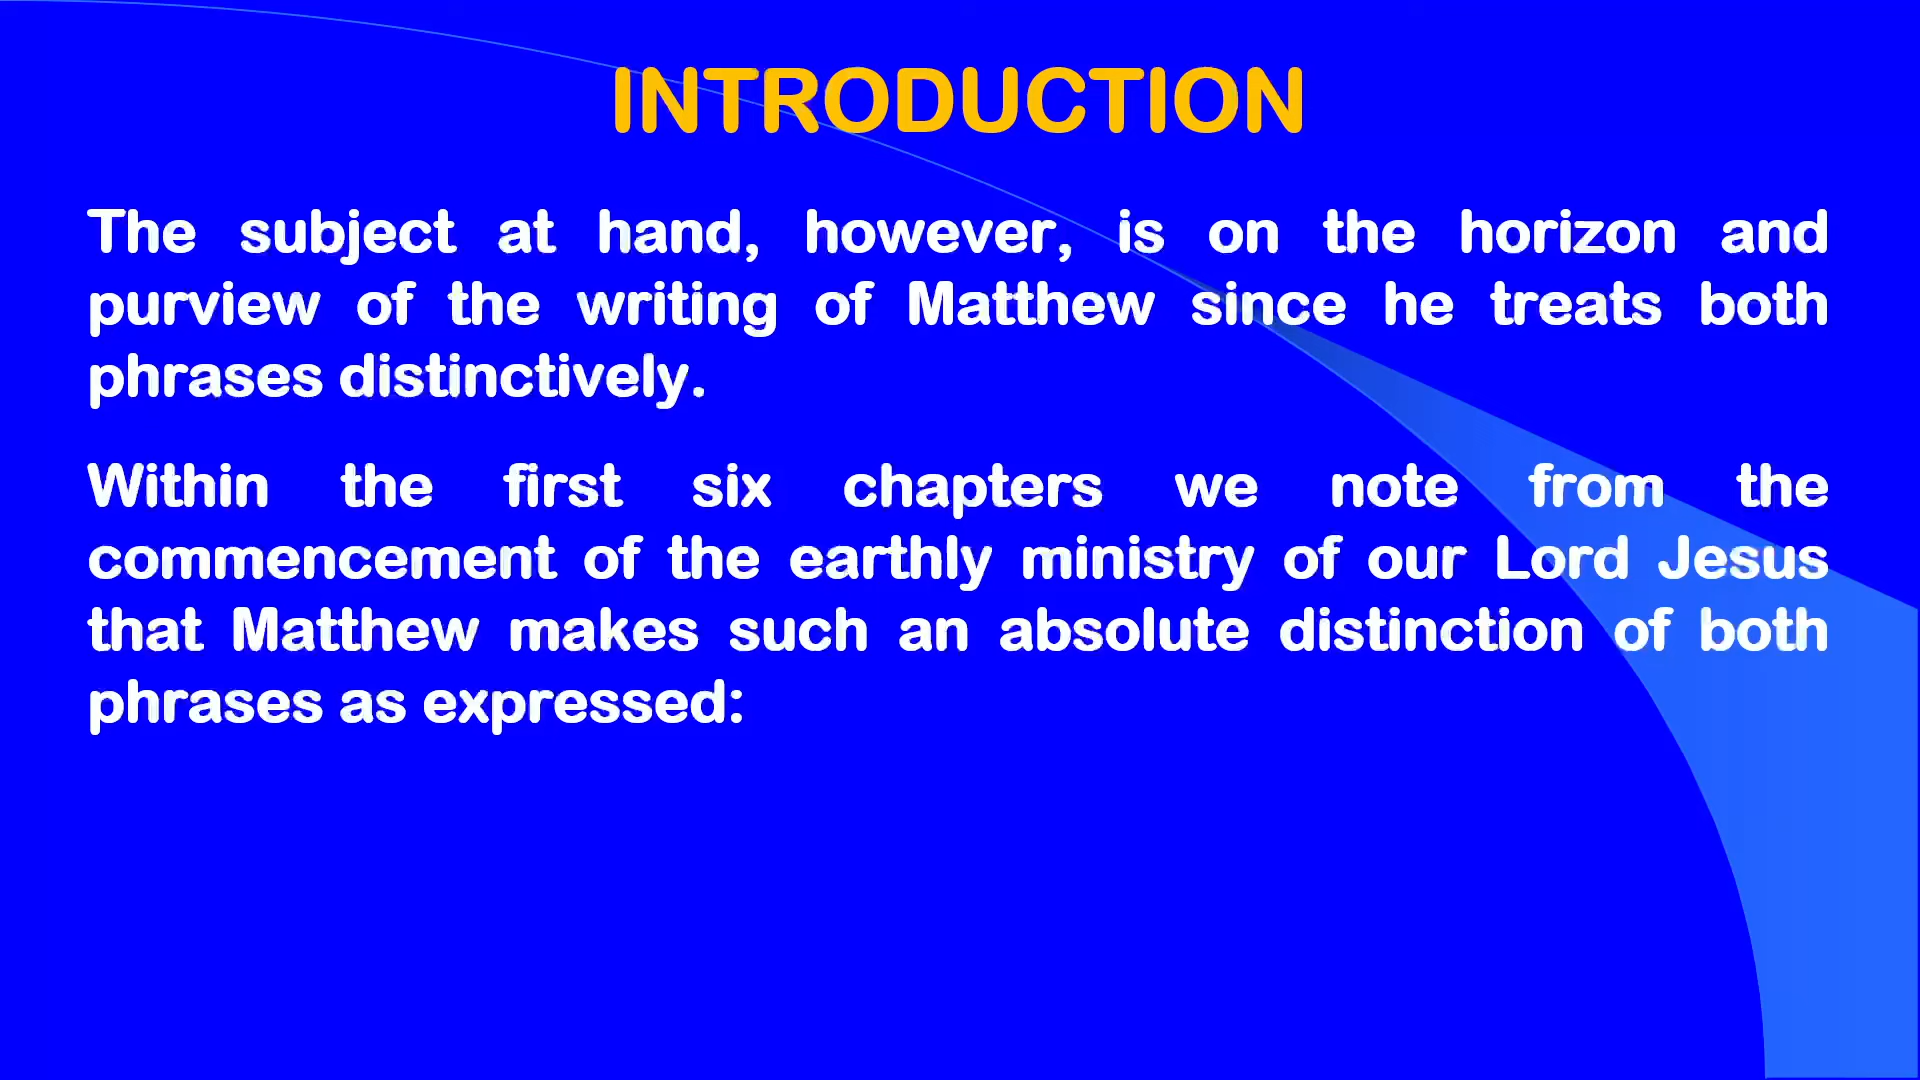 INTRODUCTION
The subject at hand, however, is on the horizon and
purview of the writing of Matthew since he treats both
phrases distinctively.
Within the first six chapters we note from the
commencement of the earthly ministry of our Lord Jesus
that Matthew makes such an absolute distinction of both
phrases as expressed: